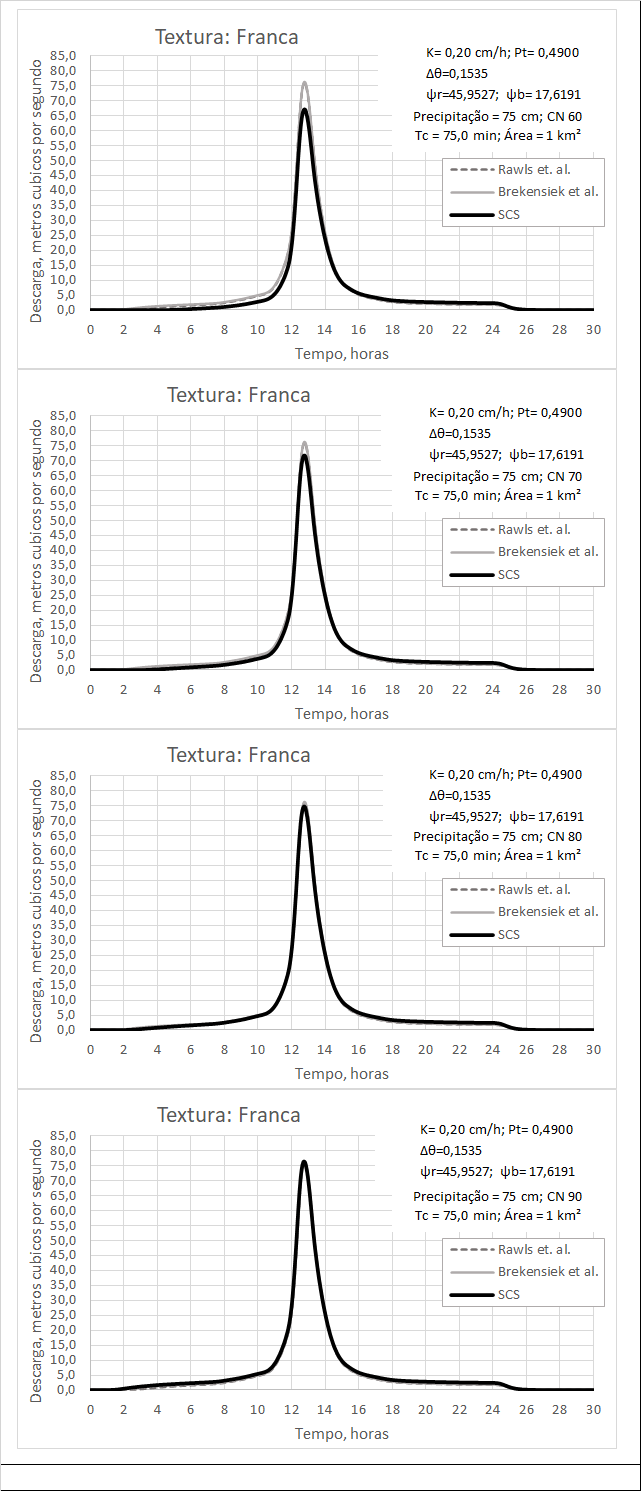 Textura: Franca
K= 0,20 cm/h; Pt= 0,4900
Δθ=0,1535
ψr=45,9527; ψb= 17,6191
Precipitação = 75 cm; CN 60
Tc = 75,0 min; Área = 1 km²
Rawls et. al.
Brekensiek et al.
SCS
Descarga, metros cubicos por segundo
85,0
80,0
75,0
70,0
65,0
60,0
55,0
50,0
45,0
40,0
35,0
30,0
25,0
20,0
15,0
10,0
5,0
0,0
0 2 4 6 8 10 12 14 16 18 20 22 24 26 28 30
Tempo, horas
Textura: Franca
K= 0,20 cm/h; Pt= 0,4900
Δθ=0,1535
ψr=45,9527; ψb= 17,6191
Precipitação = 75 cm; CN 70
Tc = 75,0 min; Área = 1 km²
Rawls et. al.
Brekensiek et al.
SCS
Descarga, metros cubicos por segundo
85,0
80,0
75,0
70,0
65,0
60,0
55,0
50,0
45,0
40,0
35,0
30,0
25,0
20,0
15,0
10,0
5,0
0,0
0 2 4 6 8 10 12 14 16 18 20 22 24 26 28 30
Tempo, horas
Textura: Franca
K= 0,20 cm/h; Pt= 0,4900
Δθ=0,1535
ψr=45,9527; ψb= 17,6191
Precipitação = 75 cm; CN 80
Tc = 75,0 min; Área = 1 km²
Rawls et. al.
Brekensiek et al.
SCS
Descarga, metros cubicos por segundo
85,0
80,0
75,0
70,0
65,0
60,0
55,0
50,0
45,0
40,0
35,0
30,0
25,0
20,0
15,0
10,0
5,0
0,0
0 2 4 6 8 10 12 14 16 18 20 22 24 26 28 30
Tempo, horas
Textura: Franca
K= 0,20 cm/h; Pt= 0,4900
Δθ=0,1535
ψr=45,9527; ψb= 17,6191
Precipitação = 75 cm; CN 90
Tc = 75,0 min; Área = 1 km²
Rawls et. al.
Brekensiek et al.
SCS
Descarga, metros cubicos por segundo
85,0
80,0
75,0
70,0
65,0
60,0
55,0
50,0
45,0
40,0
35,0
30,0
25,0
20,0
15,0
10,0
5,0
0,0
0 2 4 6 8 10 12 14 16 18 20 22 24 26 28 30
Tempo, horas